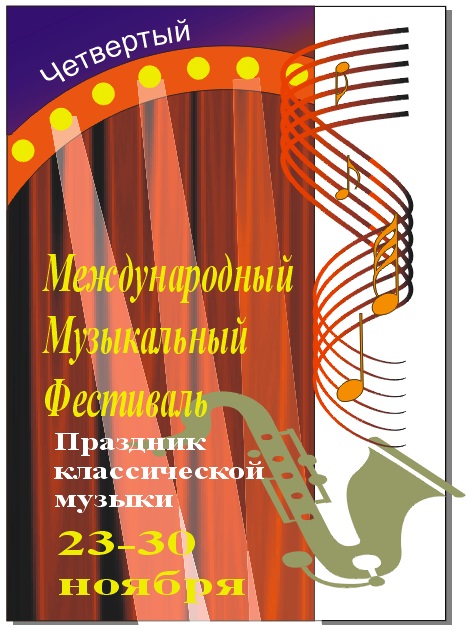 Четвертый
Международный
Музыкальный
Фестиваль
Праздник
классической
музыки
23-30
ноября